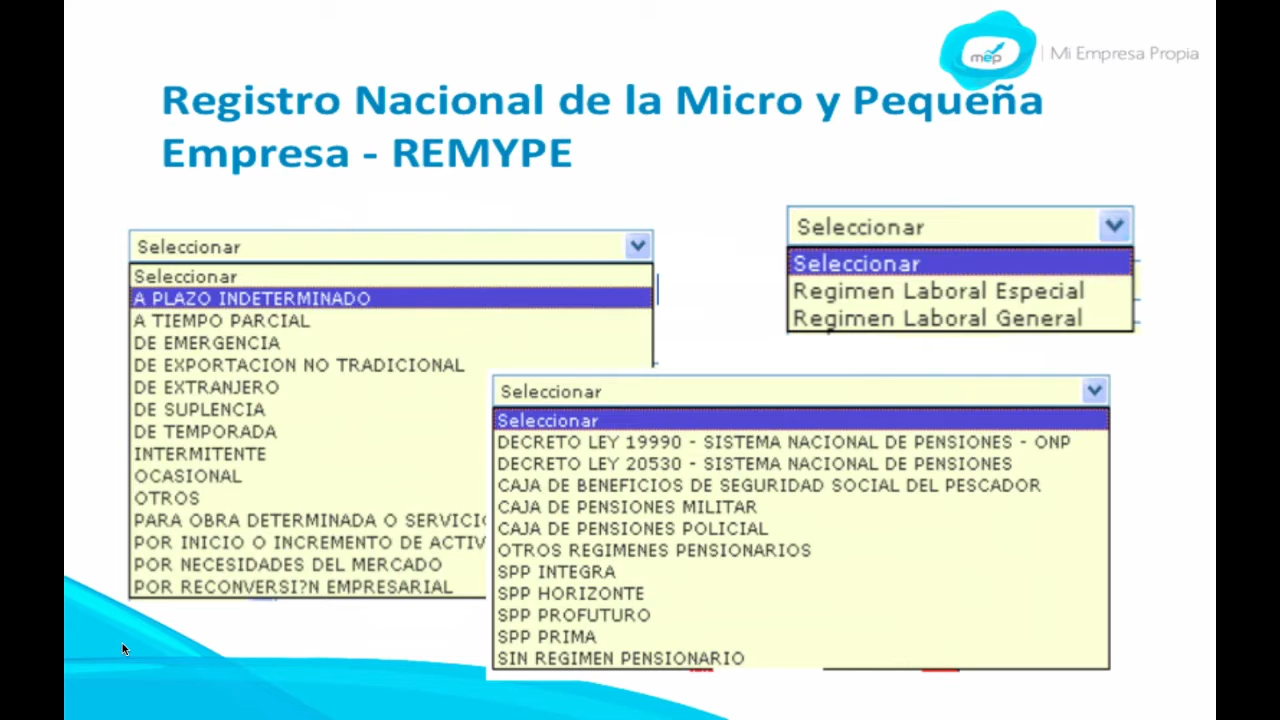 mep
Mi Empresa Propia
Registro Nacional de la Micro y Pequeña
Empresa - REMYPE
Seleccionar
Seleccionar
A PLAZO INDETERMINADO
A TIEMPO PARCIAL
DE EMERGENCIA
DE EXPORTACION NO TRADICIONAL
DE EXTRANJERO
DE SUPLENCIA
DE TEMPORADA
INTERMITENTE
OCASIONAL
OTROS
PARA OBRA DETERMINADA O SERVICIO
POR INICIO O INCREMENTO DE ACTIV
POR NECESIDADES DEL MERCADO
POR RECONVERSI?N EMPRESARIAL
Seleccionar
Seleccionar
Regimen Laboral Especial
Regimen Laboral General
Seleccionar
Seleccionar
DECRETO LEY 19990 - SISTEMA NACIONAL DE PENSIONES - ONP
DECRETO LEY 20530 - SISTEMA NACIONAL DE PENSIONES
CAJA DE BENEFICIOS DE SEGURIDAD SOCIAL DEL PESCADOR
CAJA DE PENSIONES MILITAR
CAJA DE PENSIONES POLICIAL
OTROS REGIMENES PENSIONARIOS
SPP INTEGRA
SPP HORIZONTE
SPP PROFUTURO
SPP PRIMA
SIN REGIMEN PENSIONARIO